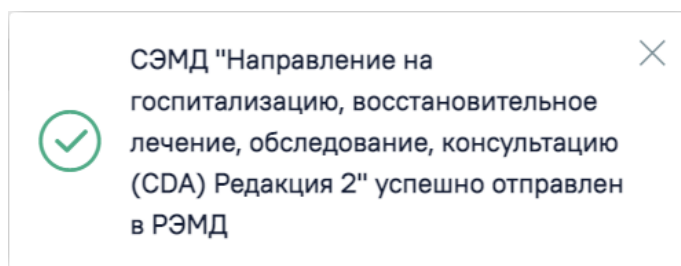 СЭМД "Направление на
госпитализацию, восстановительное
лечение, обследование, консультацию
(CDA) Редакция 2" успешно отправлен
в РЭМД